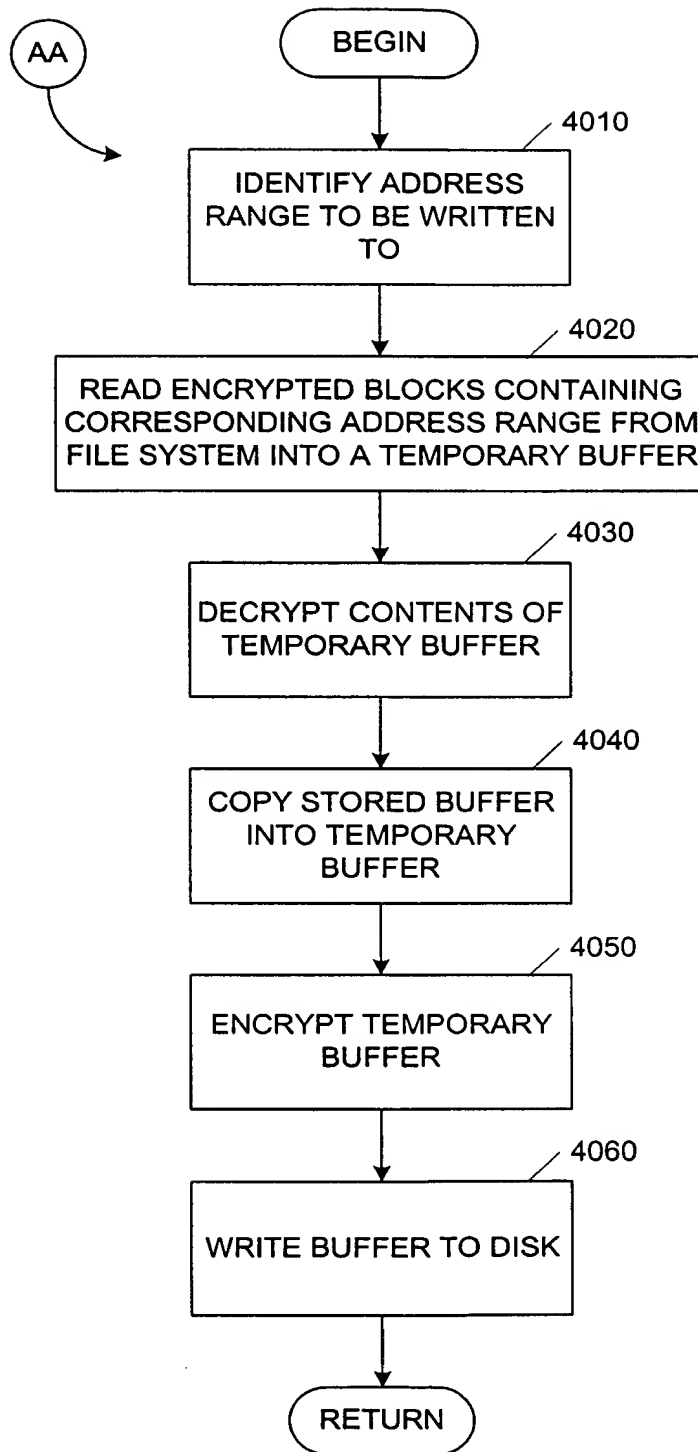 AA
BEGIN
4010
IDENTIFY ADDRESS
RANGE TO BE WRITTEN
TO
4020
READ ENCRYPTED BLOCKS CONTAINING
CORRESPONDING ADDRESS RANGE FROM
FILE SYSTEM INTO A TEMPORARY BUFFER
4030
DECRYPT CONTENTS OF
TEMPORARY BUFFER
4040
COPY STORED BUFFER
INTO TEMPORARY
BUFFER
4050
ENCRYPT TEMPORARY
BUFFER
4060
WRITE BUFFER TO DISK
RETURN